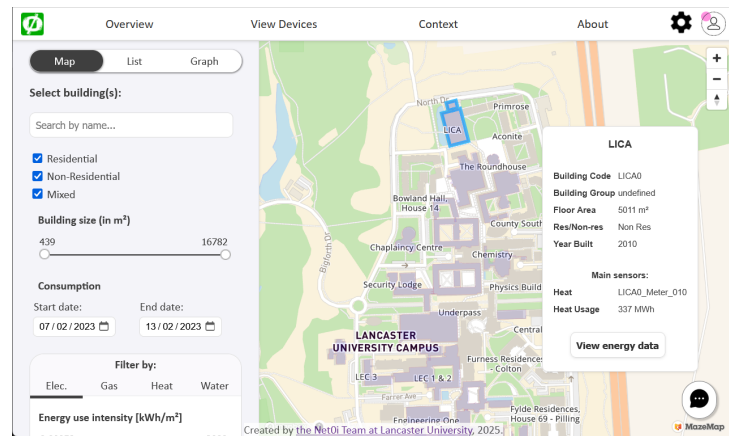 Overview
View Devices
Context
About
Map
List
Graph
Select building(s):
Search by name...
Residential
Non-Residential
Mixed
Building size (in m²)
439
16782
Consumption
Start date:
End date:
07/02/2023
13/02/2023
Filter by:
Elec.
Gas
Heat
Water
Energy use intensity [kWh/m²]
North Dr
Primrose
LICA
Aconite
The Roundhouse
Bowland Hall,
House 14
County South
Bigforth Dr
Chaplaincy Centre
Chemistry
Security Lodge
Physics Build
Underpass
LANCASTER
UNIVERSITY CAMPUS
Central
Furness Residences
- Colton
LEC 3
LEC 1 & 2
Farrer Ave
Engineering One
Fylde Residences,
House 69 - Pilling
LICA
Building Code LICA0
Building Group undefined
Floor Area 5011 m²
Res/Non-res Non Res
Year Built 2010
Main sensors:
Heat LICA0_Meter_010
Heat Usage 337 MWh
View energy data
+
−
MazeMap
Created by the Net0i Team at Lancaster University, 2025.